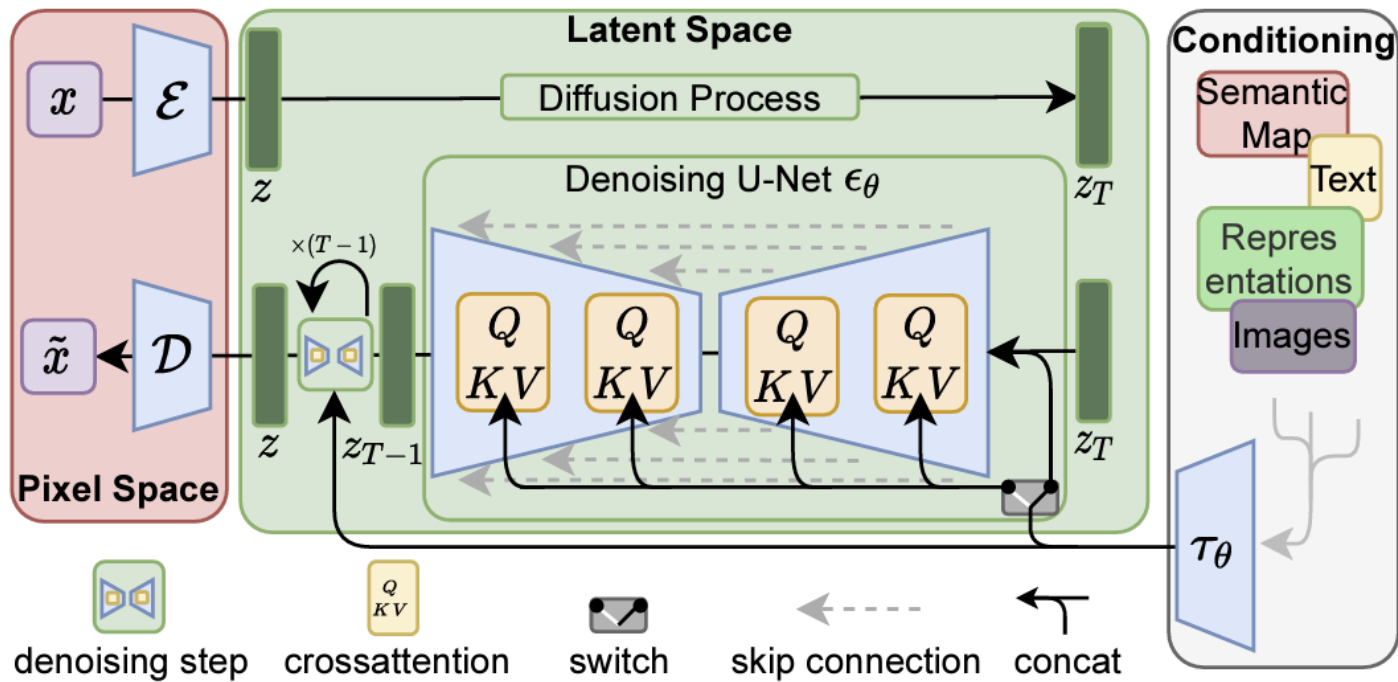 Latent Space
Conditioning
x
ℰ
Diffusion Process
Semantic
Map
Text
z
z_T
Denoising U-Net ϵ_θ
Repres
entations
Images
×(T − 1)
x̃
𝒟
Q
KV
Q
KV
Q
KV
Q
KV
z
z_{T−1}
z_T
Pixel Space
τ_θ
Q
KV
denoising step
crossattention
switch
skip connection
concat